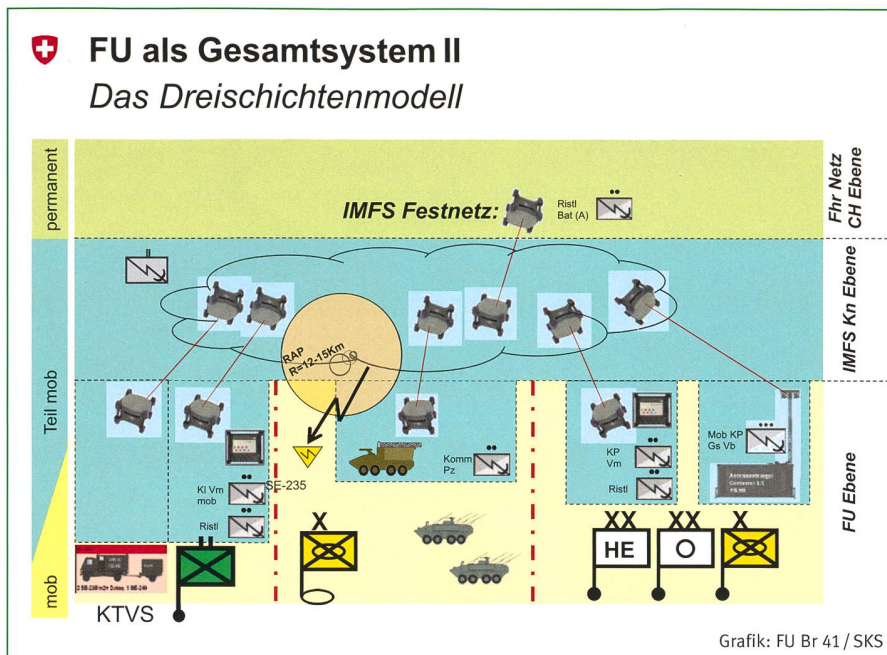 FU als Gesamtsystem II
Das Dreischichtenmodell
permanent
Teil mob
mob
IMFS Festnetz:
Ristl
Bat (A)
Fhr Netz
CH Ebene
IMFS Kn Ebene
FU Ebene
RAP
R=12-15Km
Kl Vm
mob
SE-235
Ristl
Komm
Pz
KP
Vm
Ristl
Mob KP
Gs Vb
X
XX
HE
XX
X
KTVS
Grafik: FU Br 41 / SKS